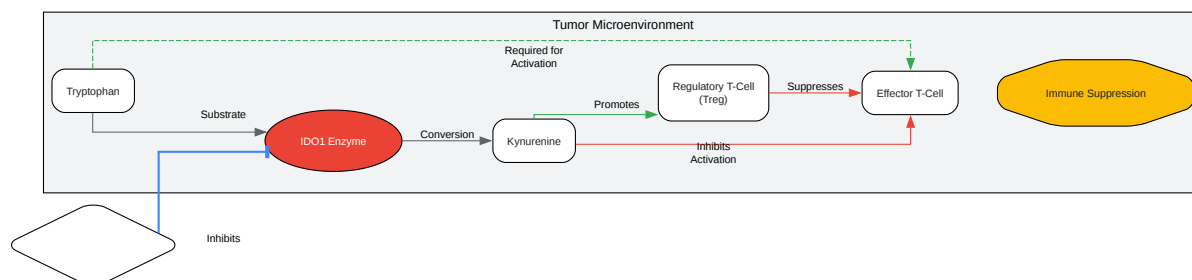 Tumor Microenvironment
Required for
Activation
Tryptophan
Substrate
IDO1 Enzyme
Conversion
Kynurenine
Promotes
Regulatory T-Cell
(Treg)
Suppresses
Inhibits
Activation
Effector T-Cell
Immune Suppression
Inhibits